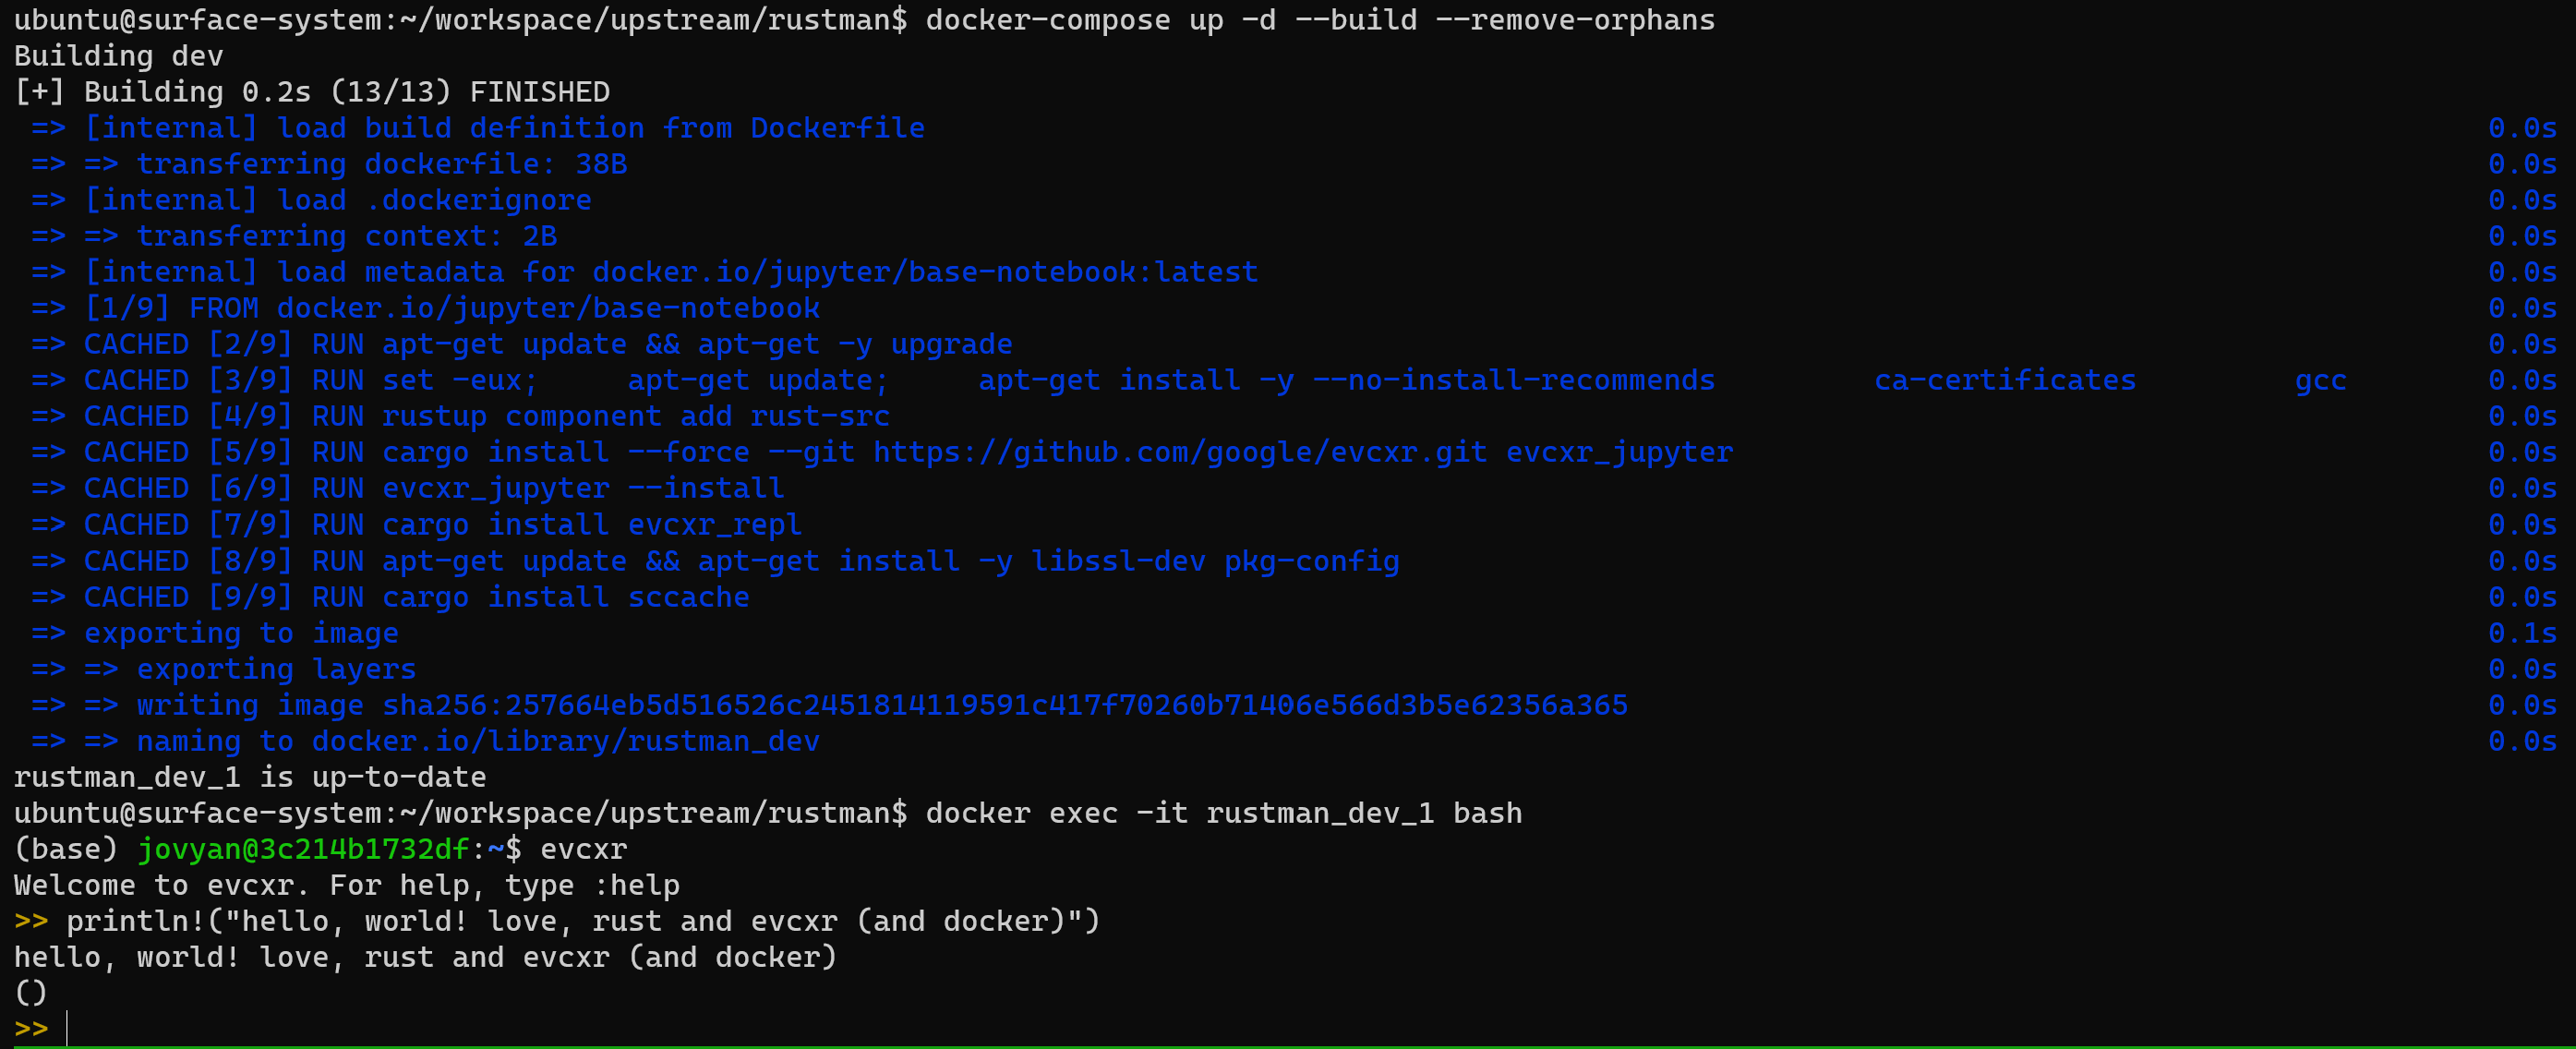 ubuntu@surface-system:~/workspace/upstream/rustman$ docker-compose up -d --build --remove-orphans
Building dev
[+] Building 0.2s (13/13) FINISHED
=> [internal] load build definition from Dockerfile 0.0s
=> => transferring dockerfile: 38B 0.0s
=> [internal] load .dockerignore 0.0s
=> => transferring context: 2B 0.0s
=> [internal] load metadata for docker.io/jupyter/base-notebook:latest 0.0s
=> [1/9] FROM docker.io/jupyter/base-notebook 0.0s
=> CACHED [2/9] RUN apt-get update && apt-get -y upgrade 0.0s
=> CACHED [3/9] RUN set -eux;     apt-get update;     apt-get install -y --no-install-recommends         ca-certificates         gcc 0.0s
=> CACHED [4/9] RUN rustup component add rust-src 0.0s
=> CACHED [5/9] RUN cargo install --force --git https://github.com/google/evcxr.git evcxr_jupyter 0.0s
=> CACHED [6/9] RUN evcxr_jupyter --install 0.0s
=> CACHED [7/9] RUN cargo install evcxr_repl 0.0s
=> CACHED [8/9] RUN apt-get update && apt-get install -y libssl-dev pkg-config 0.0s
=> CACHED [9/9] RUN cargo install sccache 0.0s
=> exporting to image 0.1s
=> => exporting layers 0.0s
=> => writing image sha256:257664eb5d516526c2451814119591c417f70260b71406e566d3b5e62356a365 0.0s
=> => naming to docker.io/library/rustman_dev 0.0s
rustman_dev_1 is up-to-date
ubuntu@surface-system:~/workspace/upstream/rustman$ docker exec -it rustman_dev_1 bash
(base) jovyan@3c214b1732df:~$ evcxr
Welcome to evcxr. For help, type :help
>> println!("hello, world! love, rust and evcxr (and docker)")
hello, world! love, rust and evcxr (and docker)
()
>>